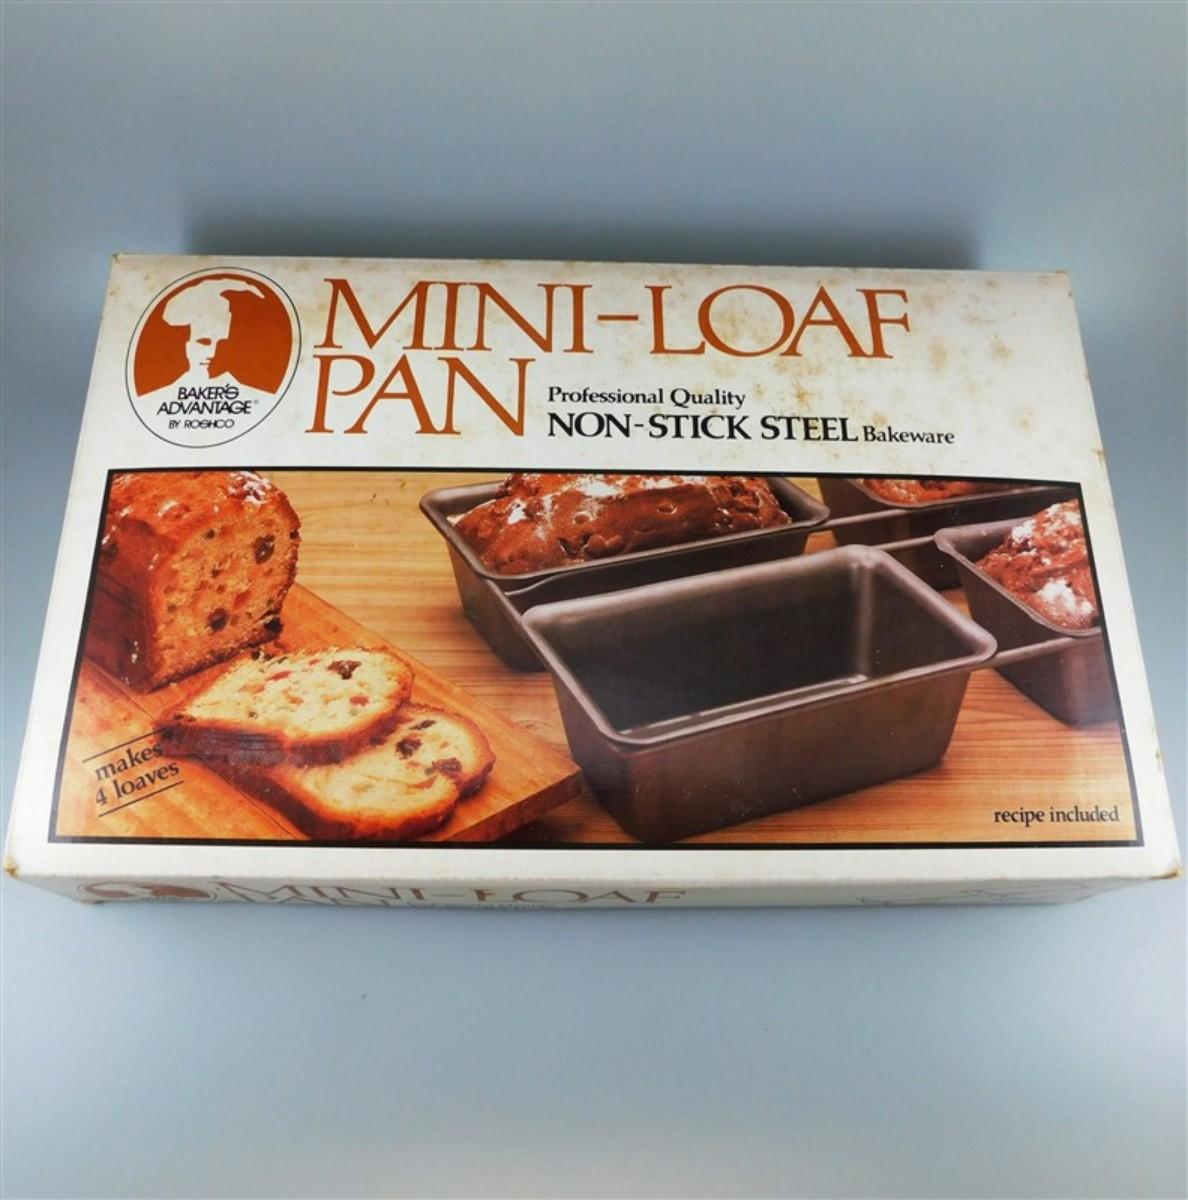 BAKER'S
ADVANTAGE®
BY ROSHCO
MINI-LOAF
PAN
Professional Quality
NON-STICK STEEL Bakeware
makes
4 loaves
recipe included
MINI-LOAF
PAN